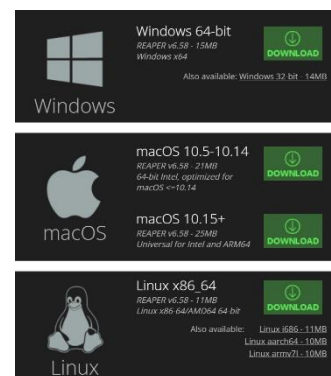 Windows 64-bit
REAPER v6.58 - 15MB
Windows x64
DOWNLOAD
Also available: Windows 32-bit - 14MB
Windows
macOS 10.5-10.14
REAPER v6.58 - 21MB
64-bit Intel, optimized for
macOS <=10.14
DOWNLOAD
macOS 10.15+
REAPER v6.58 - 25MB
Universal for Intel and ARM64
DOWNLOAD
macOS
Linux x86_64
REAPER v6.58 - 11MB
Linux x86-64/AMD64 64-bit
DOWNLOAD
Also available: Linux i686 - 11MB
Linux aarch64 - 10MB
Linux armv7l - 10MB
Linux